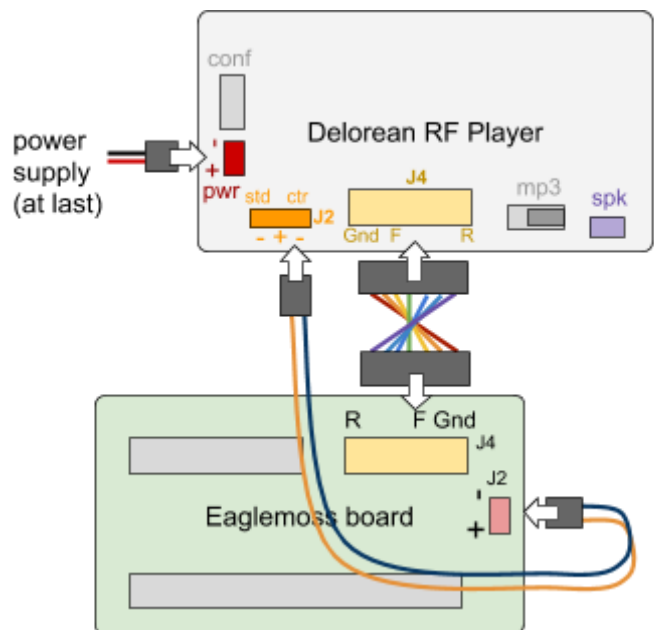 conf
Delorean RF Player
power
supply
(at last)
-
+
pwr
std ctr
J2
- + -
J4
Gnd F R
mp3
spk
R F Gnd
J4
J2
-
+
Eaglemoss board